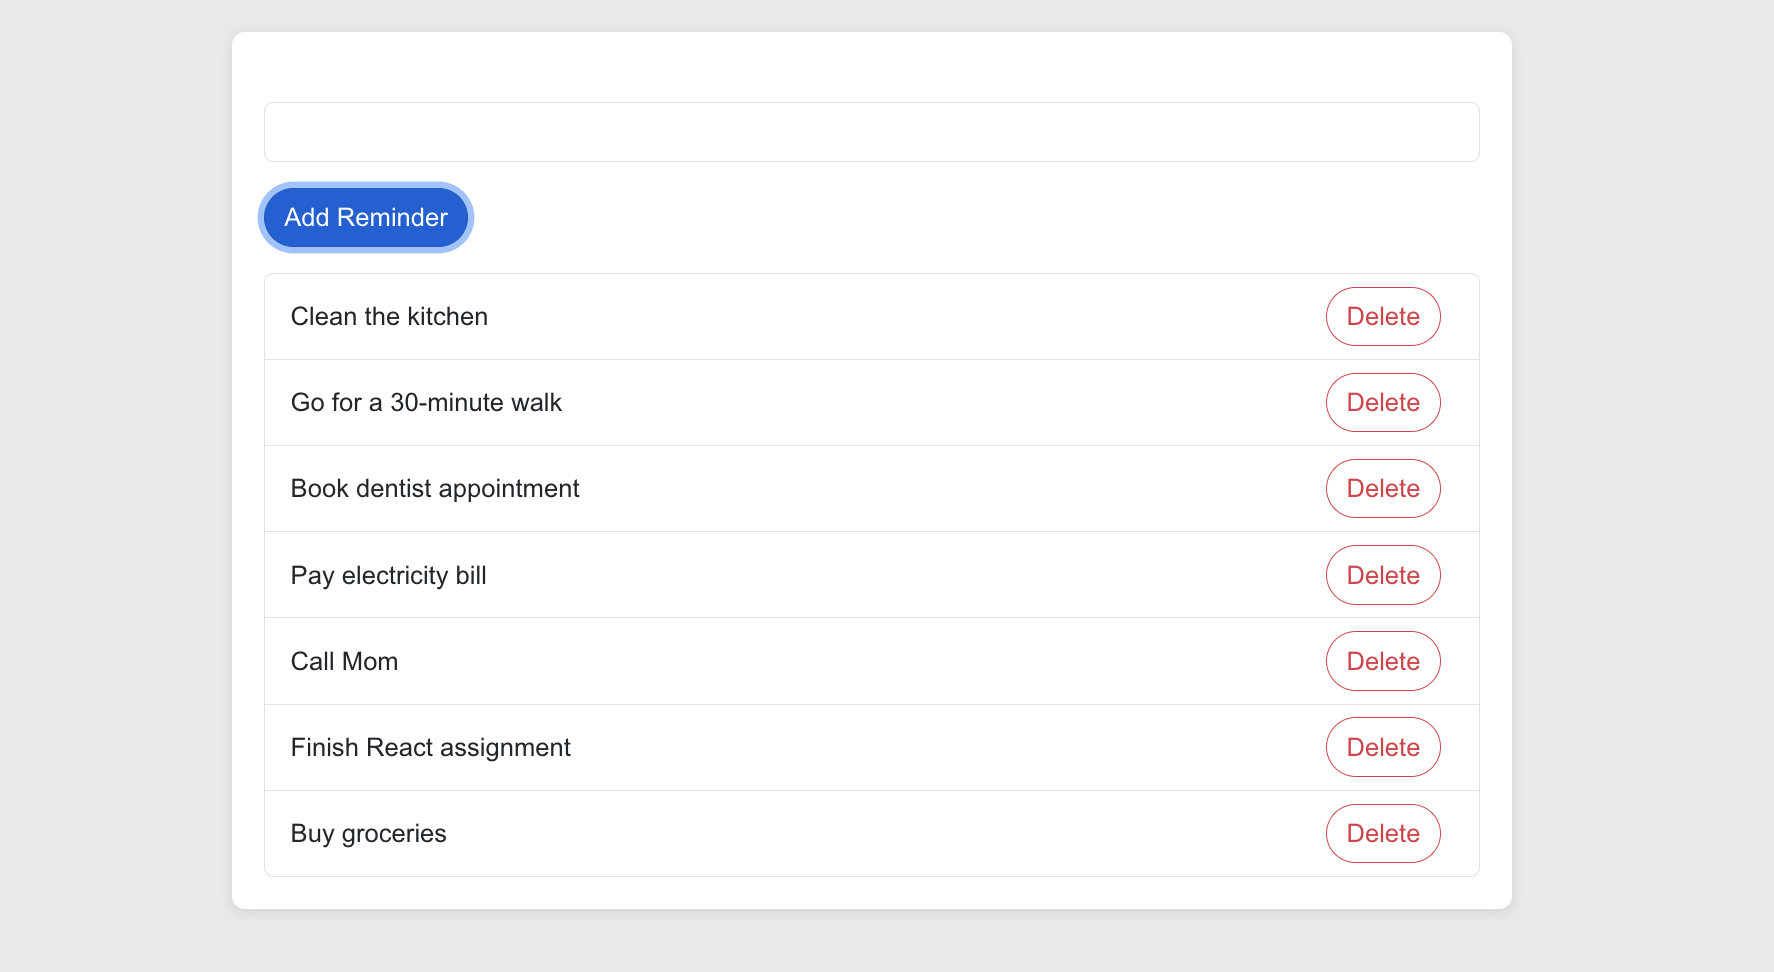 Add Reminder
Clean the kitchen Delete
Go for a 30-minute walk Delete
Book dentist appointment Delete
Pay electricity bill Delete
Call Mom Delete
Finish React assignment Delete
Buy groceries Delete